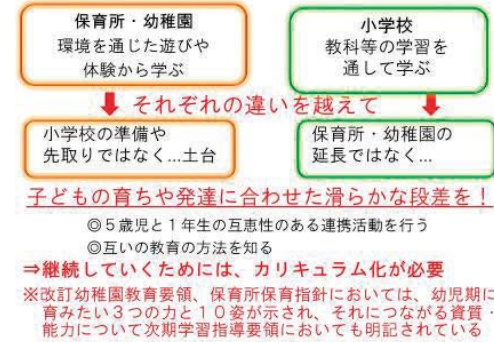 保育所・幼稚園
環境を通じた遊びや
体験から学ぶ
小学校
教科等の学習を
通して学ぶ
それぞれの違いを越えて
小学校の準備や
先取りではなく…土台
保育所・幼稚園の
延長ではなく…
子どもの育ちや発達に合わせた滑らかな段差を！
◎５歳児と１年生の互恵性のある連携活動を行う
◎互いの教育の方法を知る
⇒継続していくためには、カリキュラム化が必要
※改訂幼稚園教育要領、保育所保育指針においては、幼児期に
育みたい３つの力と１０姿が示され、それにつながる資質・
能力について次期学習指導要領においても明記されている